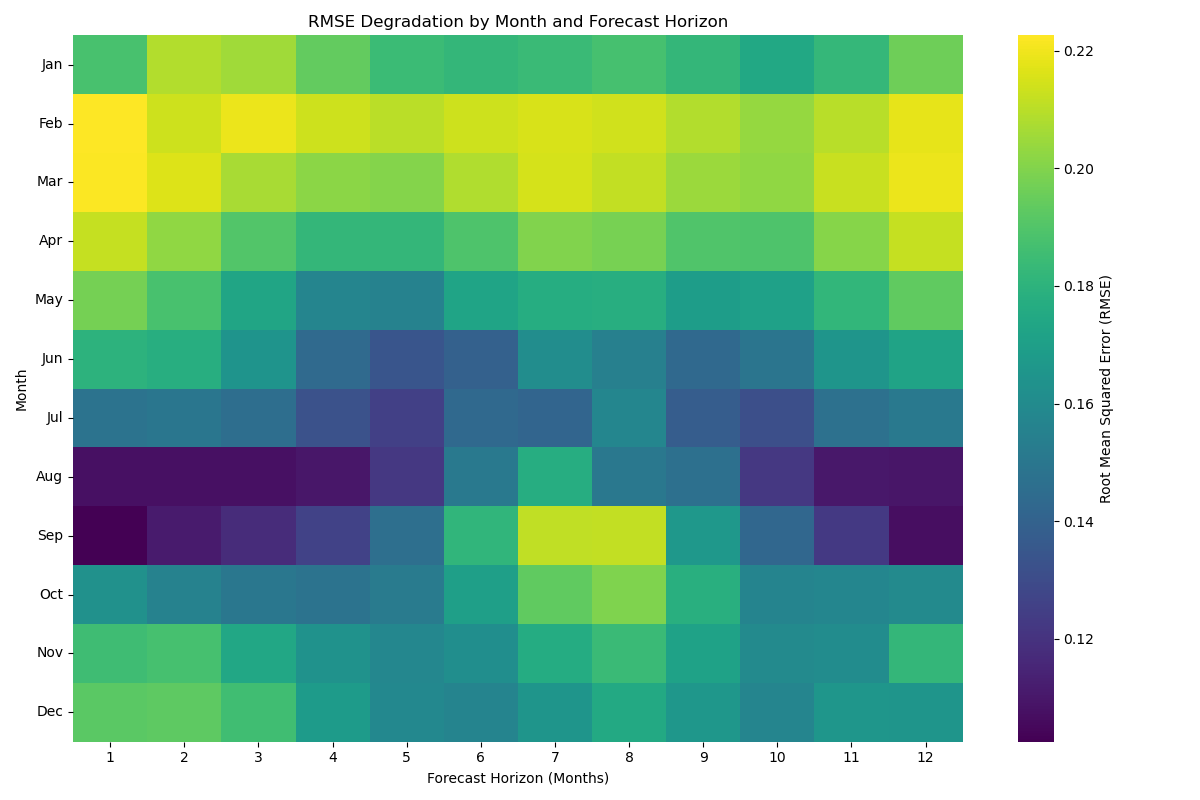 RMSE Degradation by Month and Forecast Horizon
Month
Jan
Feb
Mar
Apr
May
Jun
Jul
Aug
Sep
Oct
Nov
Dec
1 2 3 4 5 6 7 8 9 10 11 12
Forecast Horizon (Months)
0.22
0.20
0.18
0.16
0.14
0.12
Root Mean Squared Error (RMSE)